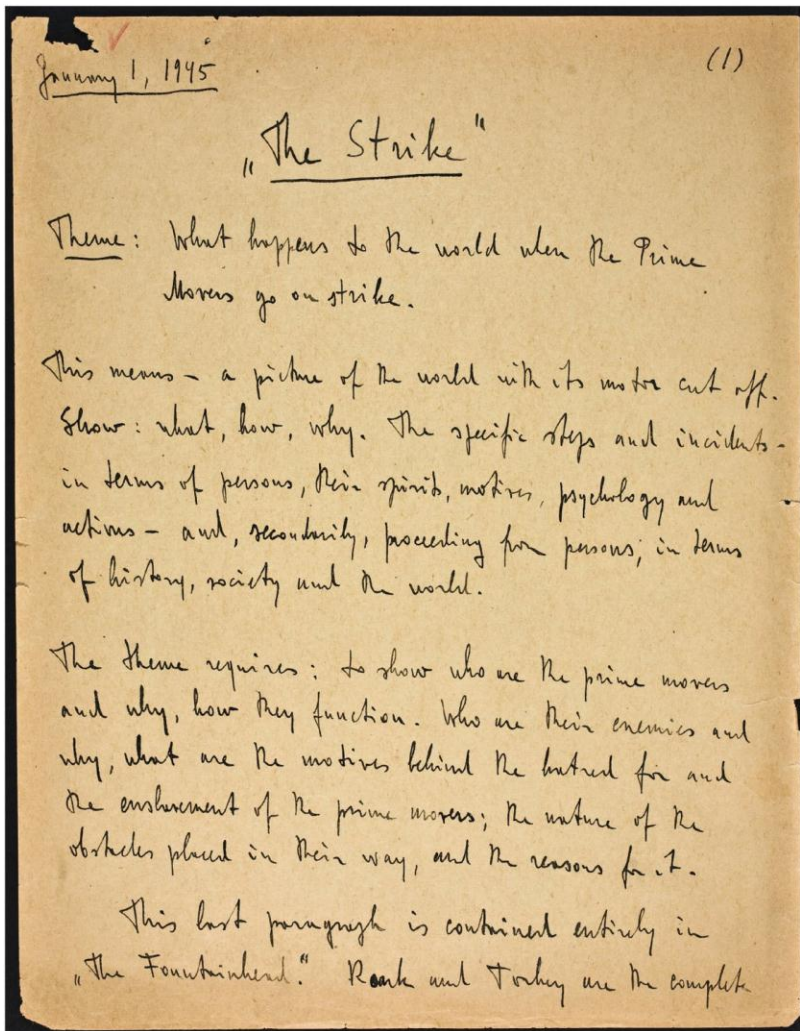 January 1, 1945
(1)
„The Strike"
Theme: What happens to the world when the Prime
Movers go on strike.
This means – a picture of the world with its motor cut off.
Show: what, how, why. The specific steps and incidents –
in terms of persons, their spirits, motives, psychology and
actions – and, secondarily, proceeding from persons, in terms
of history, society and the world.
The theme requires: to show who are the prime movers
and why, how they function. Who are their enemies and
why, what are the motives behind the hatred for and
the enslavement of the prime movers; the nature of the
obstacles placed in their way, and the reasons for it.
This last paragraph is contained entirely in
„The Fountainhead." Roark and Toohey are the complete